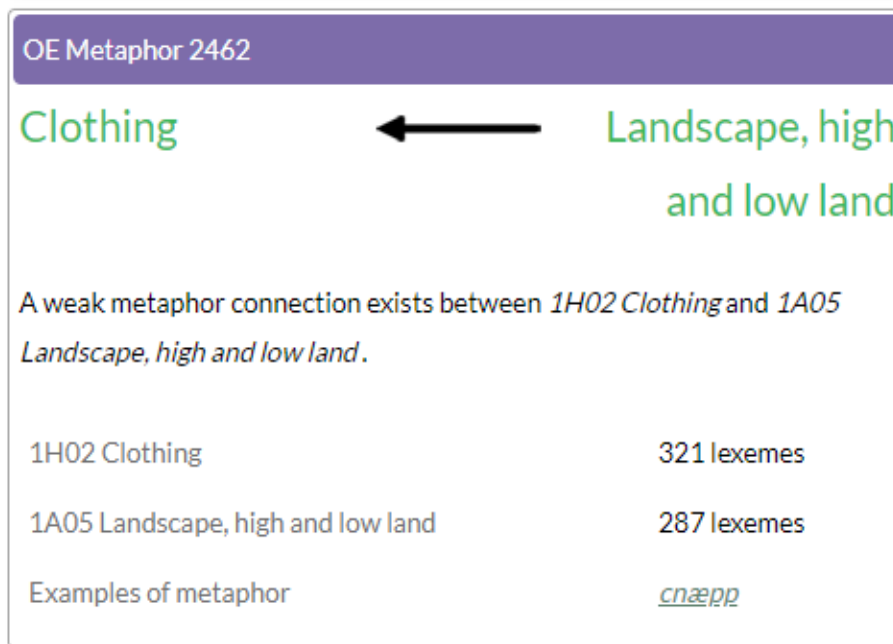 OE Metaphor 2462
Clothing Landscape, high
and low land
A weak metaphor connection exists between 1H02 Clothing and 1A05
Landscape, high and low land.
1H02 Clothing 321 lexemes
1A05 Landscape, high and low land 287 lexemes
Examples of metaphor cnæpp